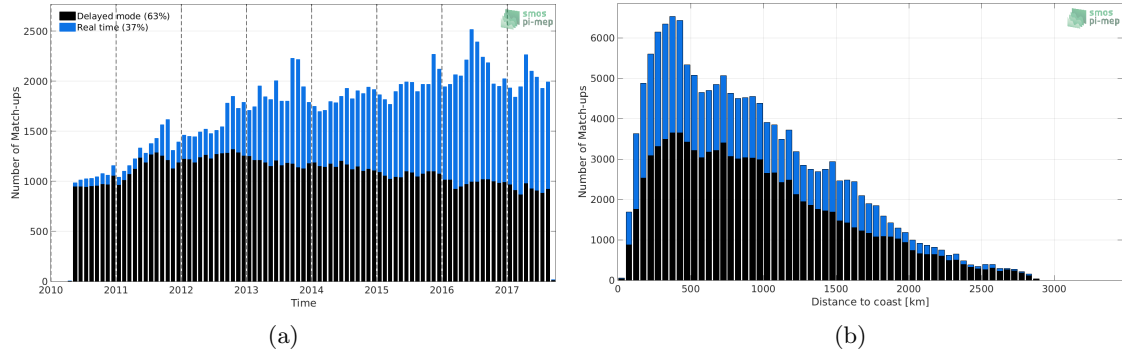 Delayed mode (63%)
Real time (37%)
smos
pi-mep
Number of Match-ups
2500
2000
1500
1000
500
0
2010
2011
2012
2013
2014
2015
2016
2017
Time
(a)
smos
pi-mep
Number of Match-ups
6000
5000
4000
3000
2000
1000
0
0
500
1000
1500
2000
2500
3000
Distance to coast [km]
(b)